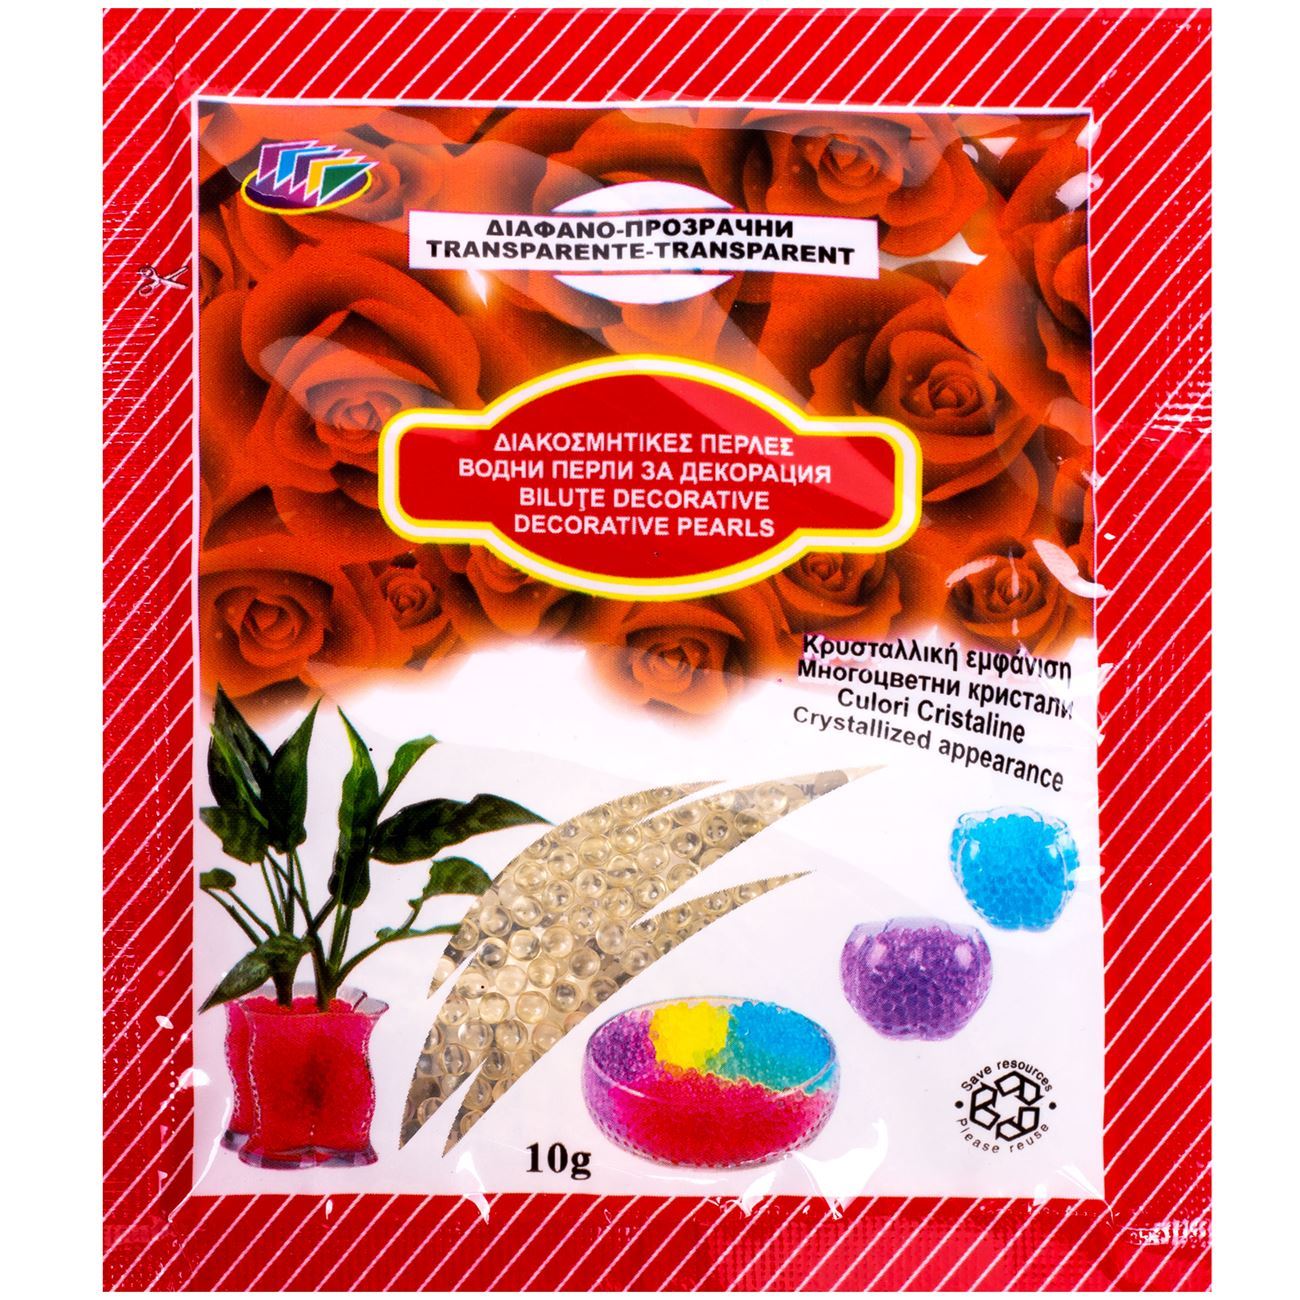 ΔΙΑΦΑΝΟ-ПРОЗРАЧНИ
TRANSPARENTE-TRANSPARENT
ΔΙΑΚΟΣΜΗΤΙΚΕΣ ΠΕΡΛΕΣ
ВОДНИ ПЕРЛИ ЗА ДЕКОРАЦИЯ
BILUŢE DECORATIVE
DECORATIVE PEARLS
Κρυσταλλική εμφάνιση
Многоцветни кристали
Culori Cristaline
Crystallized appearance
Save resources
Please reuse
10g